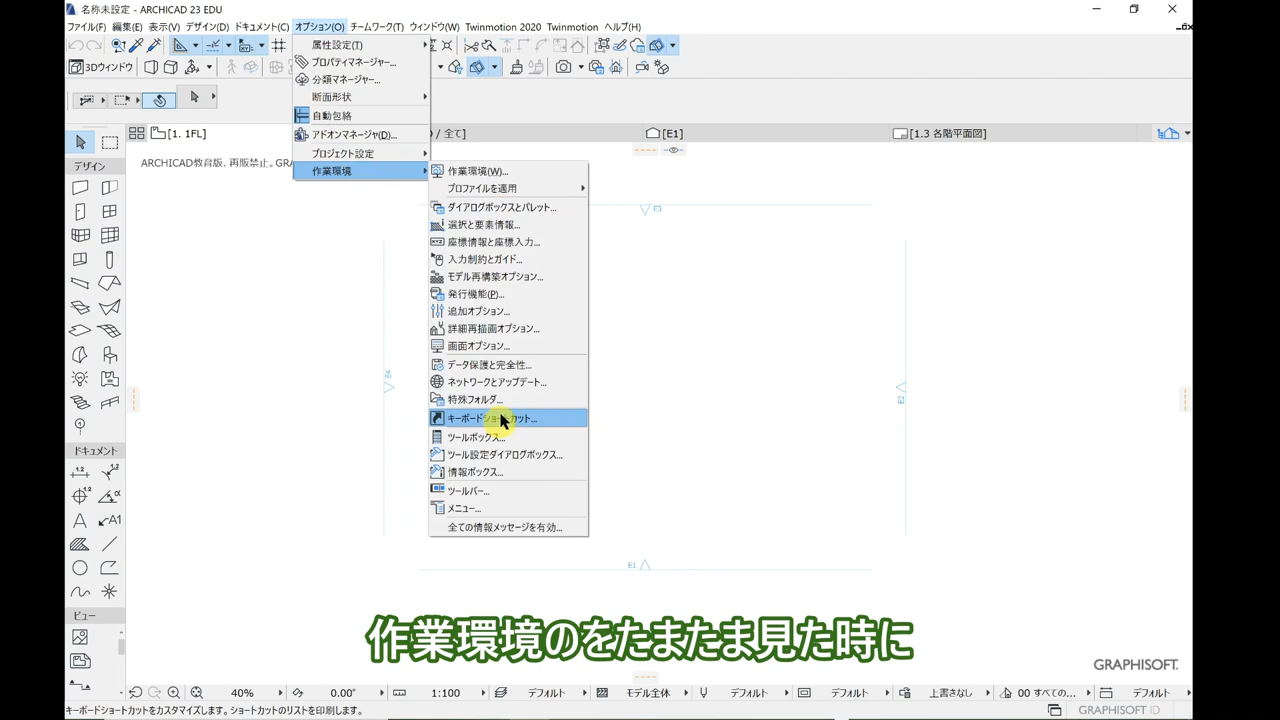 名称未設定 - ARCHICAD 23 EDU
ファイル(F) 編集(E) 表示(V) デザイン(D) ドキュメント(C) オプション(O) チームワーク(T) ウィンドウ(W) Twinmotion 2020 Twinmotion ヘルプ(H)
3Dウィンドウ
属性設定(T)
プロパティマネージャー...
分類マネージャー...
断面形状
自動包絡
アドオンマネージャ(D)...
プロジェクト設定
作業環境
[1. 1FL]
/ 全て]
[E1]
[1.3 各階平面図]
ARCHICAD教育版、再販禁止。GRA
作業環境(W)...
プロファイルを適用
ダイアログボックスとパレット...
選択と要素情報...
座標情報と座標入力...
入力制約とガイド...
モデル再構築オプション...
発行機能(P)...
追加オプション...
詳細再描画オプション...
画面オプション...
データ保護と完全性...
ネットワークとアップデート...
特殊フォルダ...
キーボードショートカット...
ツールボックス...
ツール設定ダイアログボックス...
情報ボックス...
ツールバー...
メニュー...
全ての情報メッセージを有効...
デザイン
ドキュメント
ビュー
E3
E4
E2
E1
作業環境のをたまたま見た時に
GRAPHISOFT.
40% 0.00° 1:100 デフォルト モデル全体 デフォルト デフォルト 上書きなし 00 すべての... デフォルト
キーボードショートカットをカスタマイズします。ショートカットのリストを印刷します。
GRAPHISOFT ID